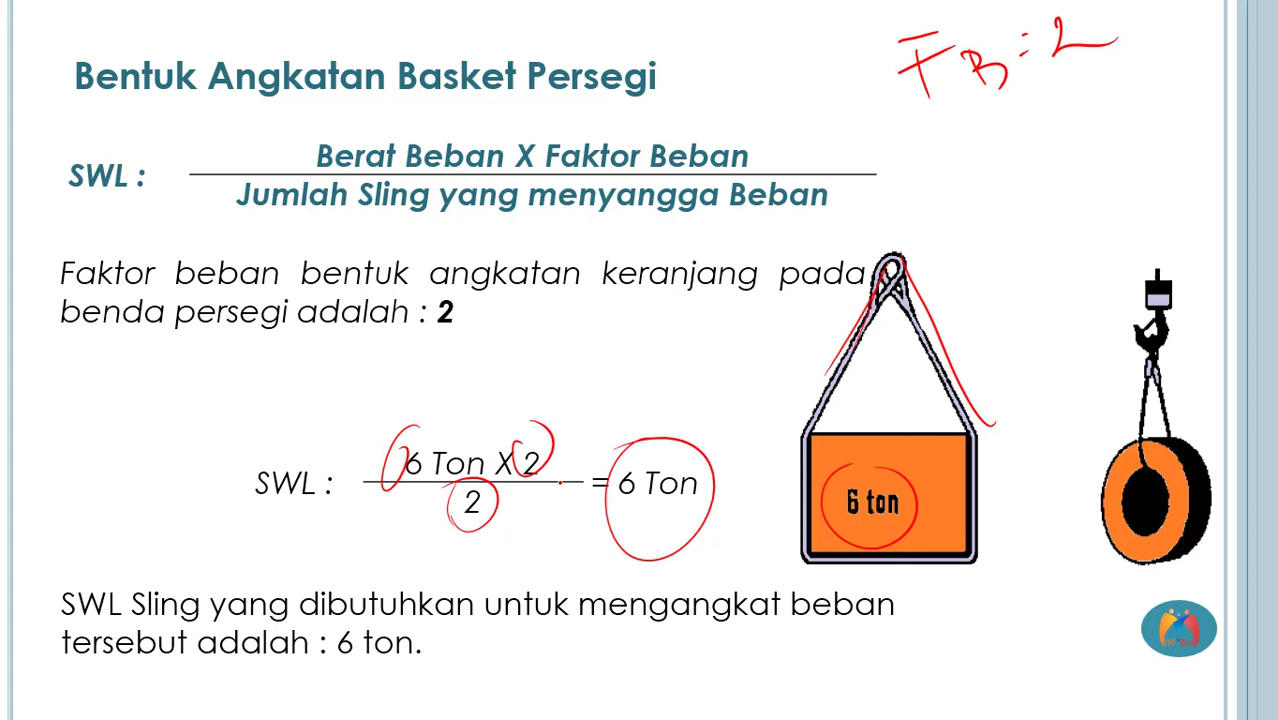 F B : 2
Bentuk Angkatan Basket Persegi
Berat Beban X Faktor Beban
SWL :
Jumlah Sling yang menyangga Beban
Faktor beban bentuk angkatan keranjang pada
benda persegi adalah : 2
6 Ton X 2
SWL : = 6 Ton
2
6 ton
SWL Sling yang dibutuhkan untuk mengangkat beban
tersebut adalah : 6 ton.